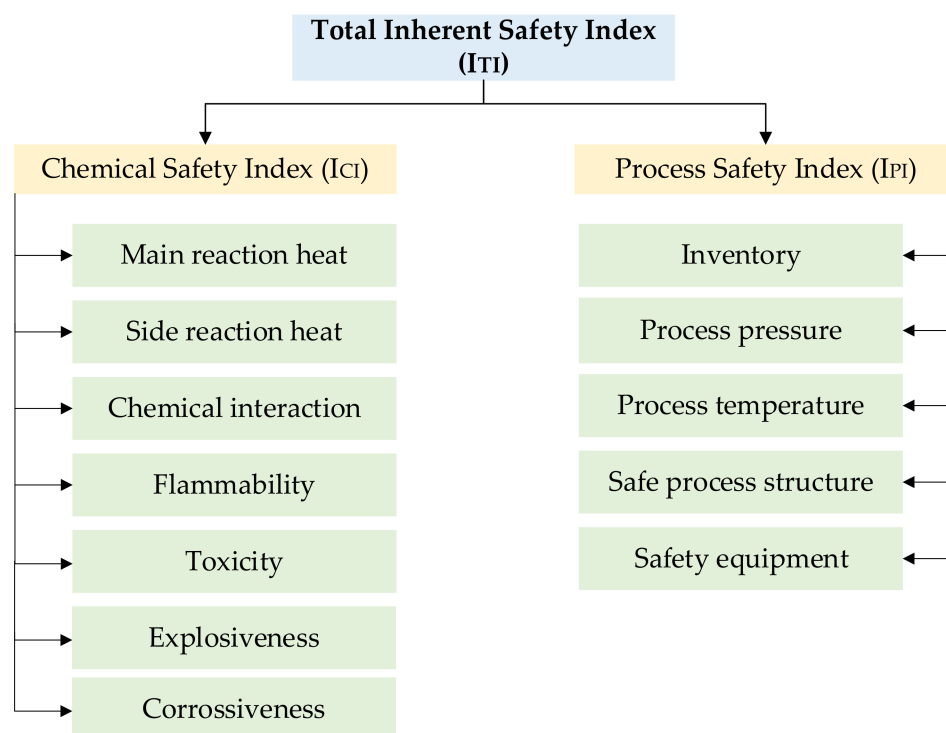 Total Inherent Safety Index
(ITI)
Chemical Safety Index (ICI)
Process Safety Index (IPI)
Main reaction heat
Side reaction heat
Chemical interaction
Flammability
Toxicity
Explosiveness
Corrossiveness
Inventory
Process pressure
Process temperature
Safe process structure
Safety equipment